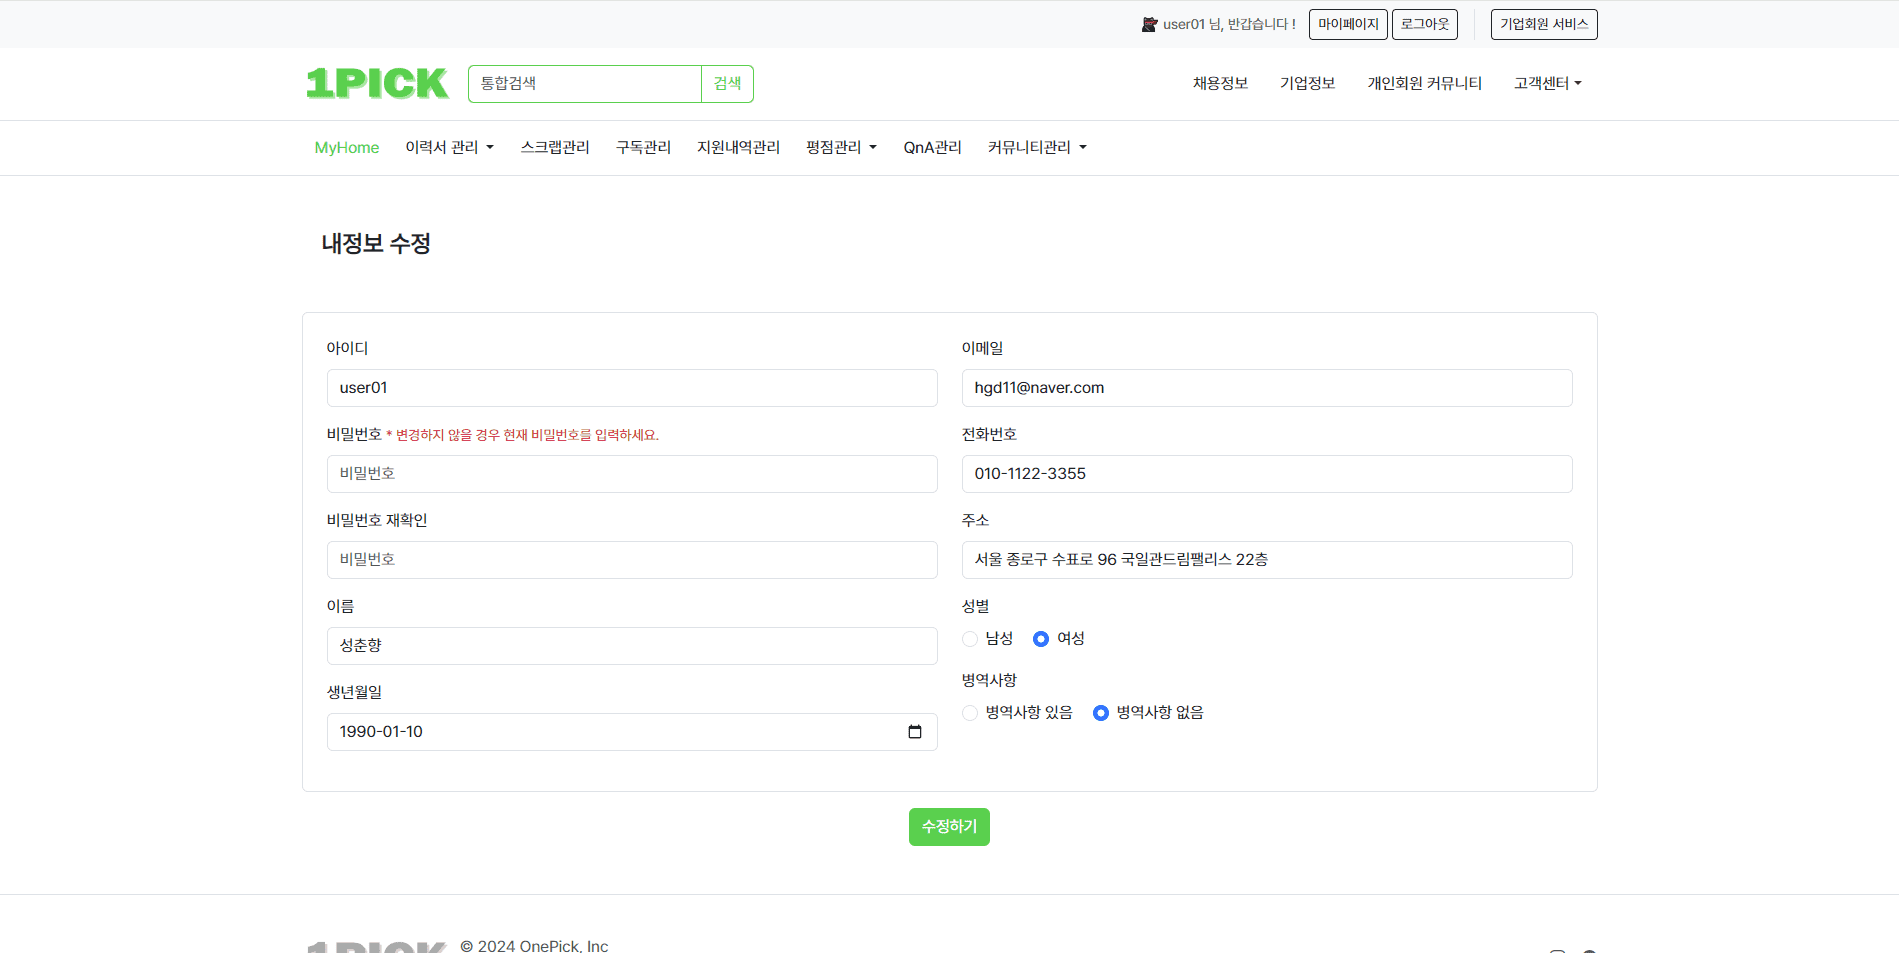 user01 님, 반갑습니다 !
마이페이지
로그아웃
기업회원 서비스
1PICK
통합검색
검색
채용정보
기업정보
개인회원 커뮤니티
고객센터
MyHome
이력서 관리
스크랩관리
구독관리
지원내역관리
평점관리
QnA관리
커뮤니티관리
내정보 수정
아이디
user01
비밀번호 * 변경하지 않을 경우 현재 비밀번호를 입력하세요.
비밀번호
비밀번호 재확인
비밀번호
이름
성춘향
생년월일
1990-01-10
이메일
hgd11@naver.com
전화번호
010-1122-3355
주소
서울 종로구 수표로 96 국일관드림팰리스 22층
성별
남성
여성
병역사항
병역사항 있음
병역사항 없음
수정하기
1PICK
© 2024 OnePick, Inc